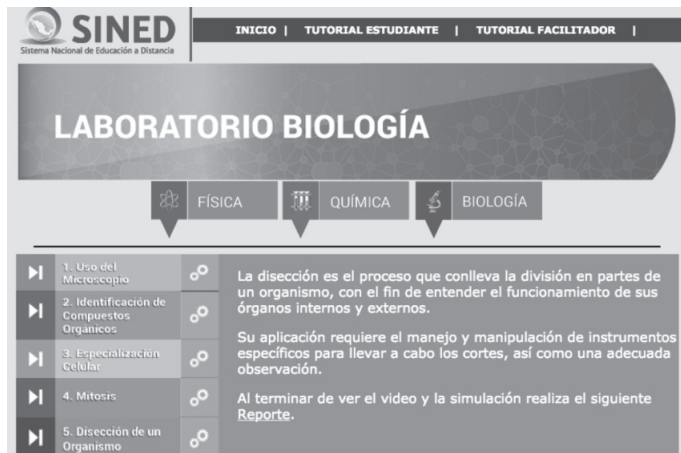 SINED
Sistema Nacional de Educación a Distancia
INICIO | TUTORIAL ESTUDIANTE | TUTORIAL FACILITADOR |
LABORATORIO BIOLOGÍA
FÍSICA
QUÍMICA
BIOLOGÍA
1. Uso del
Microscopio
2. Identificación de
Compuestos
Orgánicos
3. Especialización
Celular
4. Mitosis
5. Disección de un
Organismo
La disección es el proceso que conlleva la división en partes de
un organismo, con el fin de entender el funcionamiento de sus
órganos internos y externos.
Su aplicación requiere el manejo y manipulación de instrumentos
específicos para llevar a cabo los cortes, así como una adecuada
observación.
Al terminar de ver el video y la simulación realiza el siguiente
Reporte.